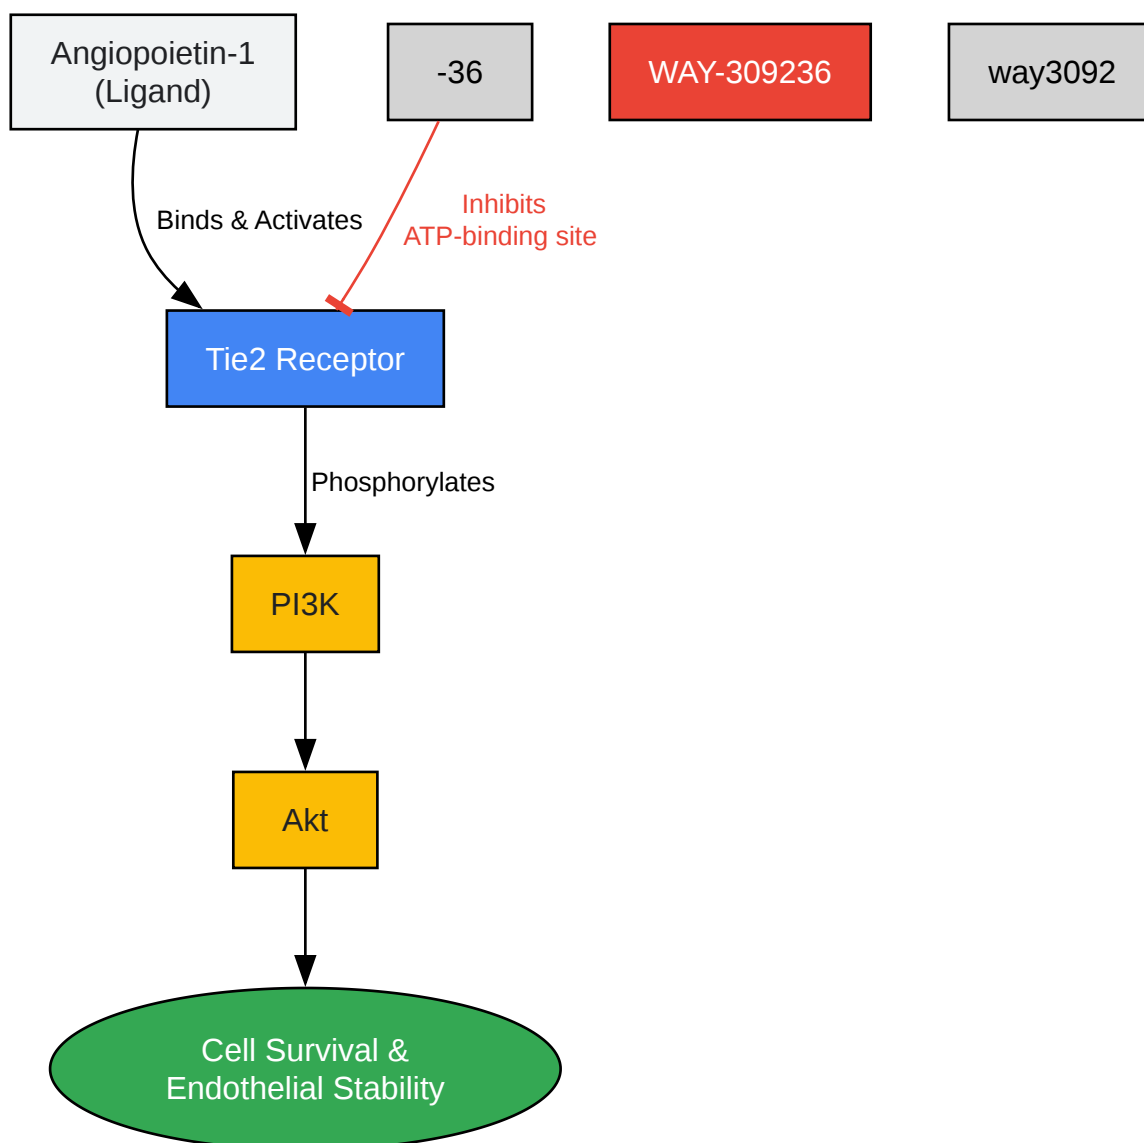 Angiopoietin-1
(Ligand)
-36
WAY-309236
way3092
Binds & Activates
Inhibits
ATP-binding site
Tie2 Receptor
Phosphorylates
PI3K
Akt
Cell Survival &
Endothelial Stability